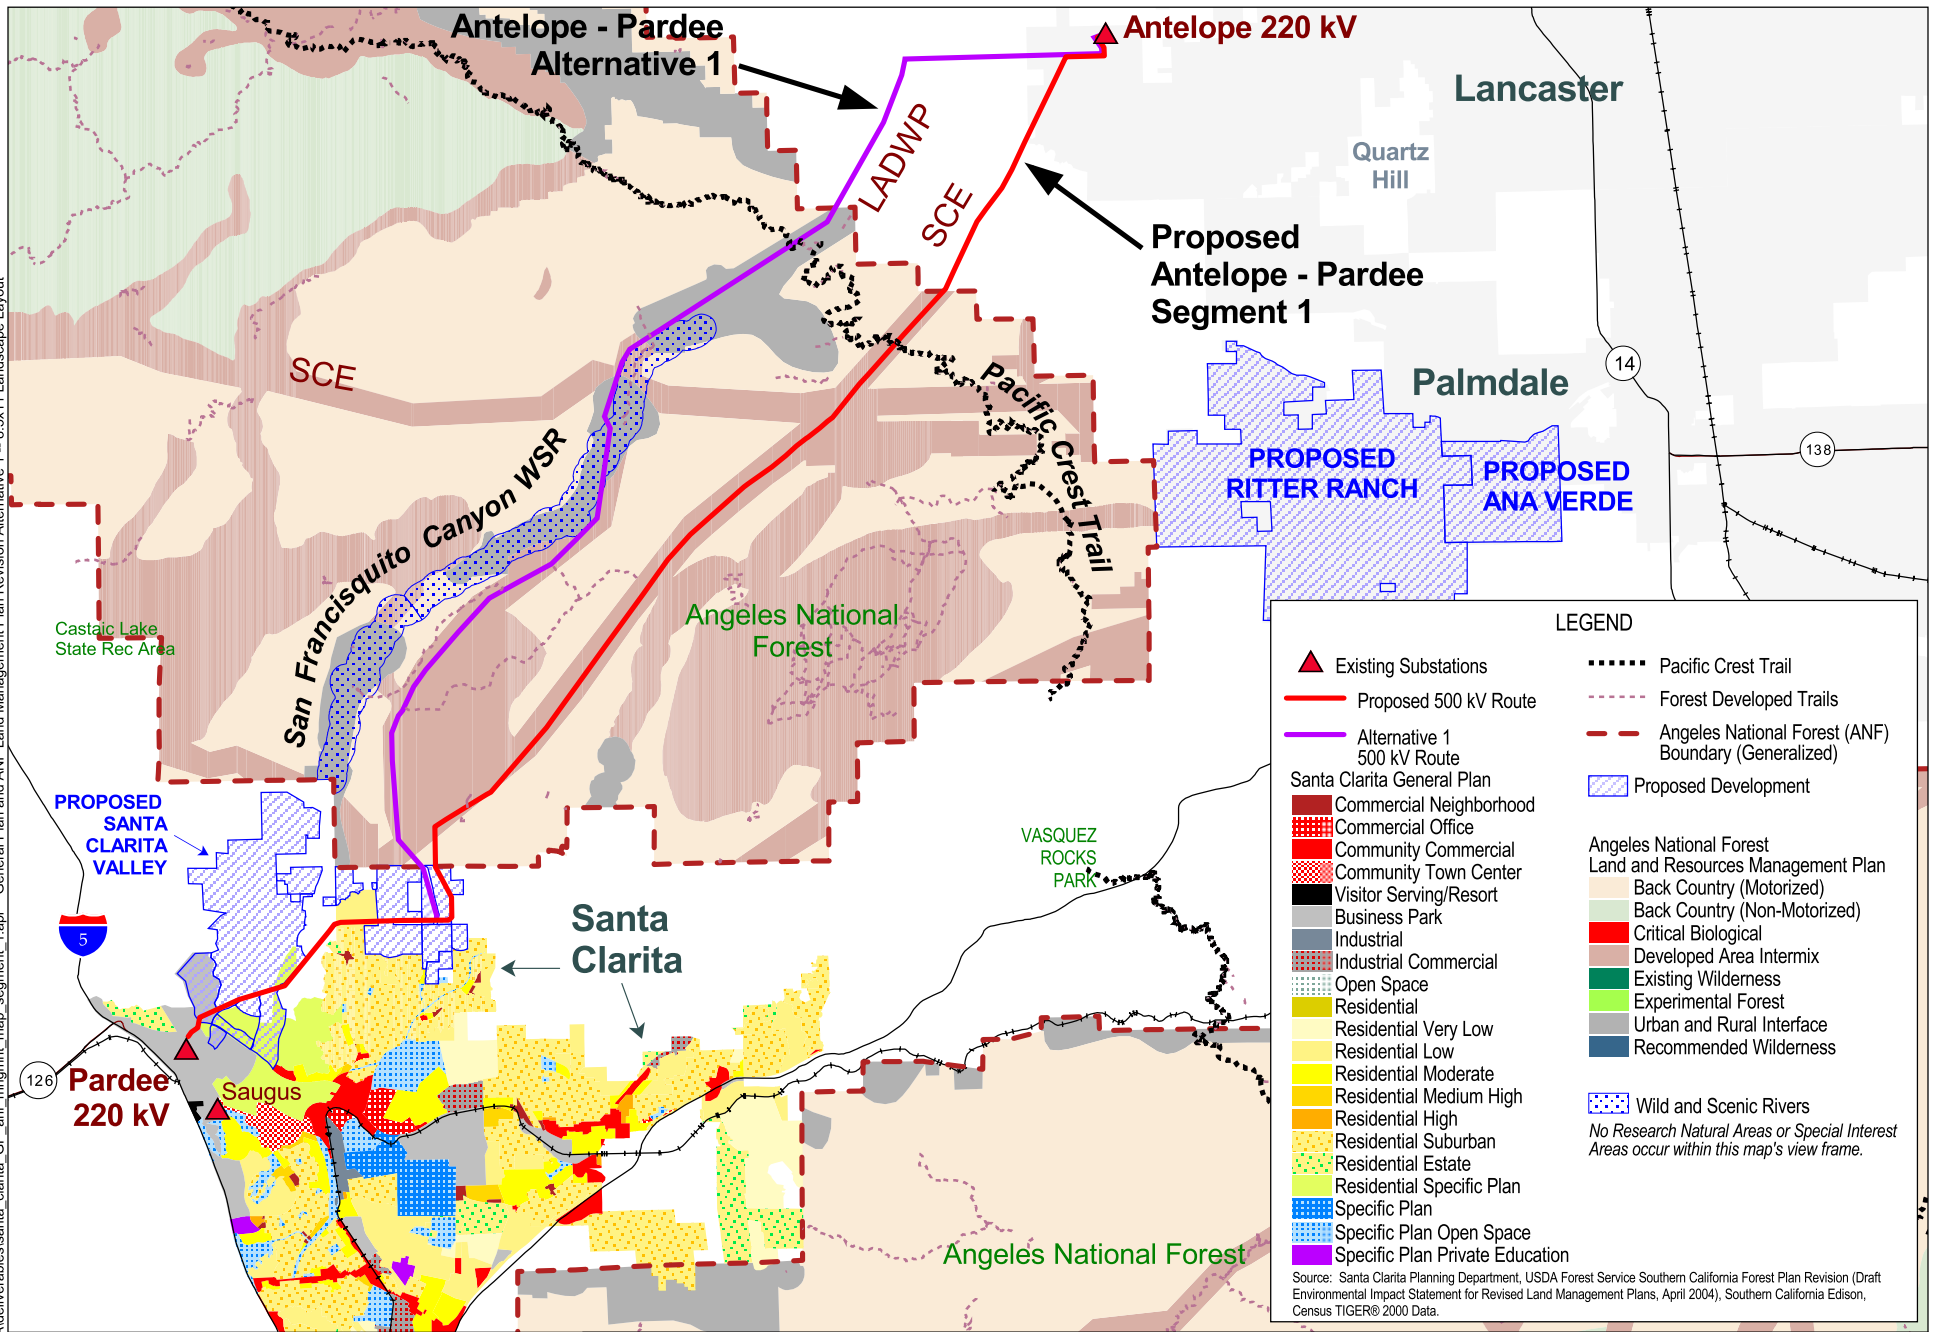 Antelope - Pardee
Alternative 1
Antelope 220 kV
Lancaster
Quartz
Hill
LADWP
SCE
Proposed
Antelope - Pardee
Segment 1
SCE
14
Palmdale
138
Pacific Crest Trail
PROPOSED
RITTER RANCH
PROPOSED
ANA VERDE
San Francisquito Canyon WSR
Angeles National
Forest
Castaic Lake
State Rec Area
PROPOSED
SANTA
CLARITA
VALLEY
VASQUEZ
ROCKS
PARK
5
Santa
Clarita
126
Pardee
220 kV
Saugus
Angeles National Forest
LEGEND
Existing Substations
Proposed 500 kV Route
Alternative 1
500 kV Route
Santa Clarita General Plan
Commercial Neighborhood
Commercial Office
Community Commercial
Community Town Center
Visitor Serving/Resort
Business Park
Industrial
Industrial Commercial
Open Space
Residential
Residential Very Low
Residential Low
Residential Moderate
Residential Medium High
Residential High
Residential Suburban
Residential Estate
Residential Specific Plan
Specific Plan
Specific Plan Open Space
Specific Plan Private Education
Pacific Crest Trail
Forest Developed Trails
Angeles National Forest (ANF)
Boundary (Generalized)
Proposed Development
Angeles National Forest
Land and Resources Management Plan
Back Country (Motorized)
Back Country (Non-Motorized)
Critical Biological
Developed Area Intermix
Existing Wilderness
Experimental Forest
Urban and Rural Interface
Recommended Wilderness
Wild and Scenic Rivers
No Research Natural Areas or Special Interest
Areas occur within this map's view frame.
Source: Santa Clarita Planning Department, USDA Forest Service Southern California Forest Plan Revision (Draft
Environmental Impact Statement for Revised Land Management Plans, April 2004), Southern California Edison,
Census TIGER® 2000 Data.